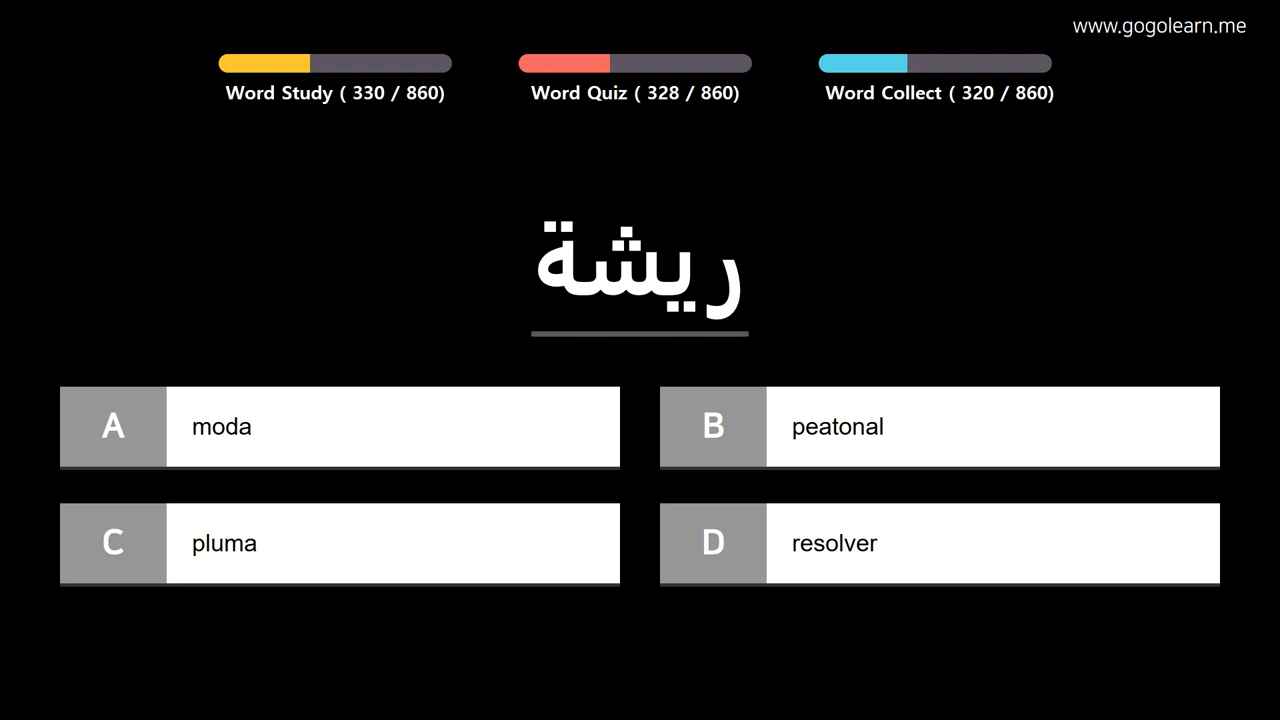 www.gogolearn.me
Word Study ( 330 / 860)
Word Quiz ( 328 / 860)
Word Collect ( 320 / 860)
ريشة
A moda
B peatonal
C pluma
D resolver